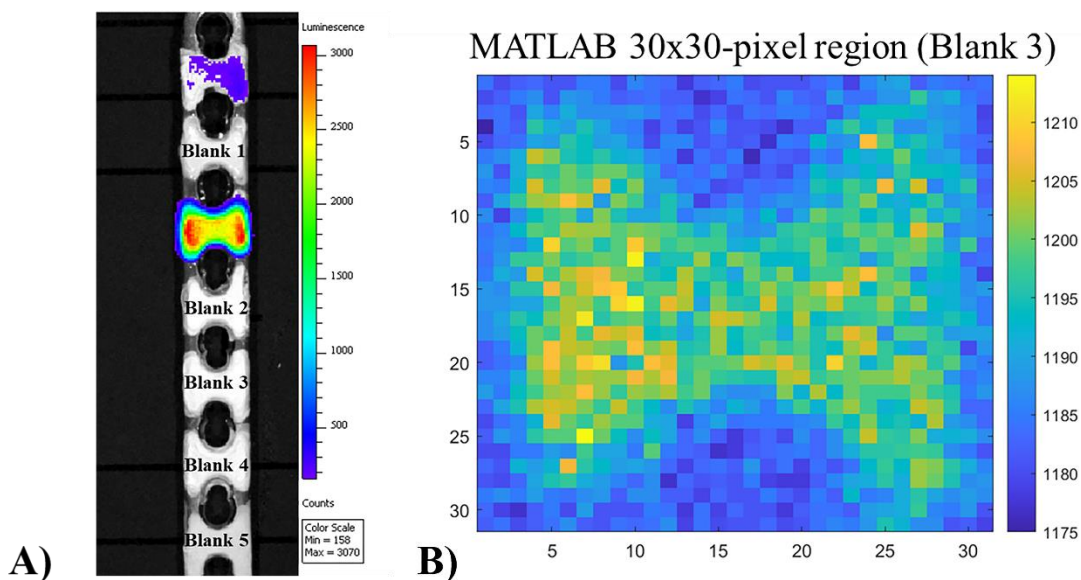 Luminescence
3000
2500
2000
1500
1000
500
Counts
Color Scale
Min = 158
Max = 3070
Blank 1
Blank 2
Blank 3
Blank 4
Blank 5
A)
MATLAB 30x30-pixel region (Blank 3)
5
10
15
20
25
30
5
10
15
20
25
30
1210
1205
1200
1195
1190
1185
1180
1175
B)